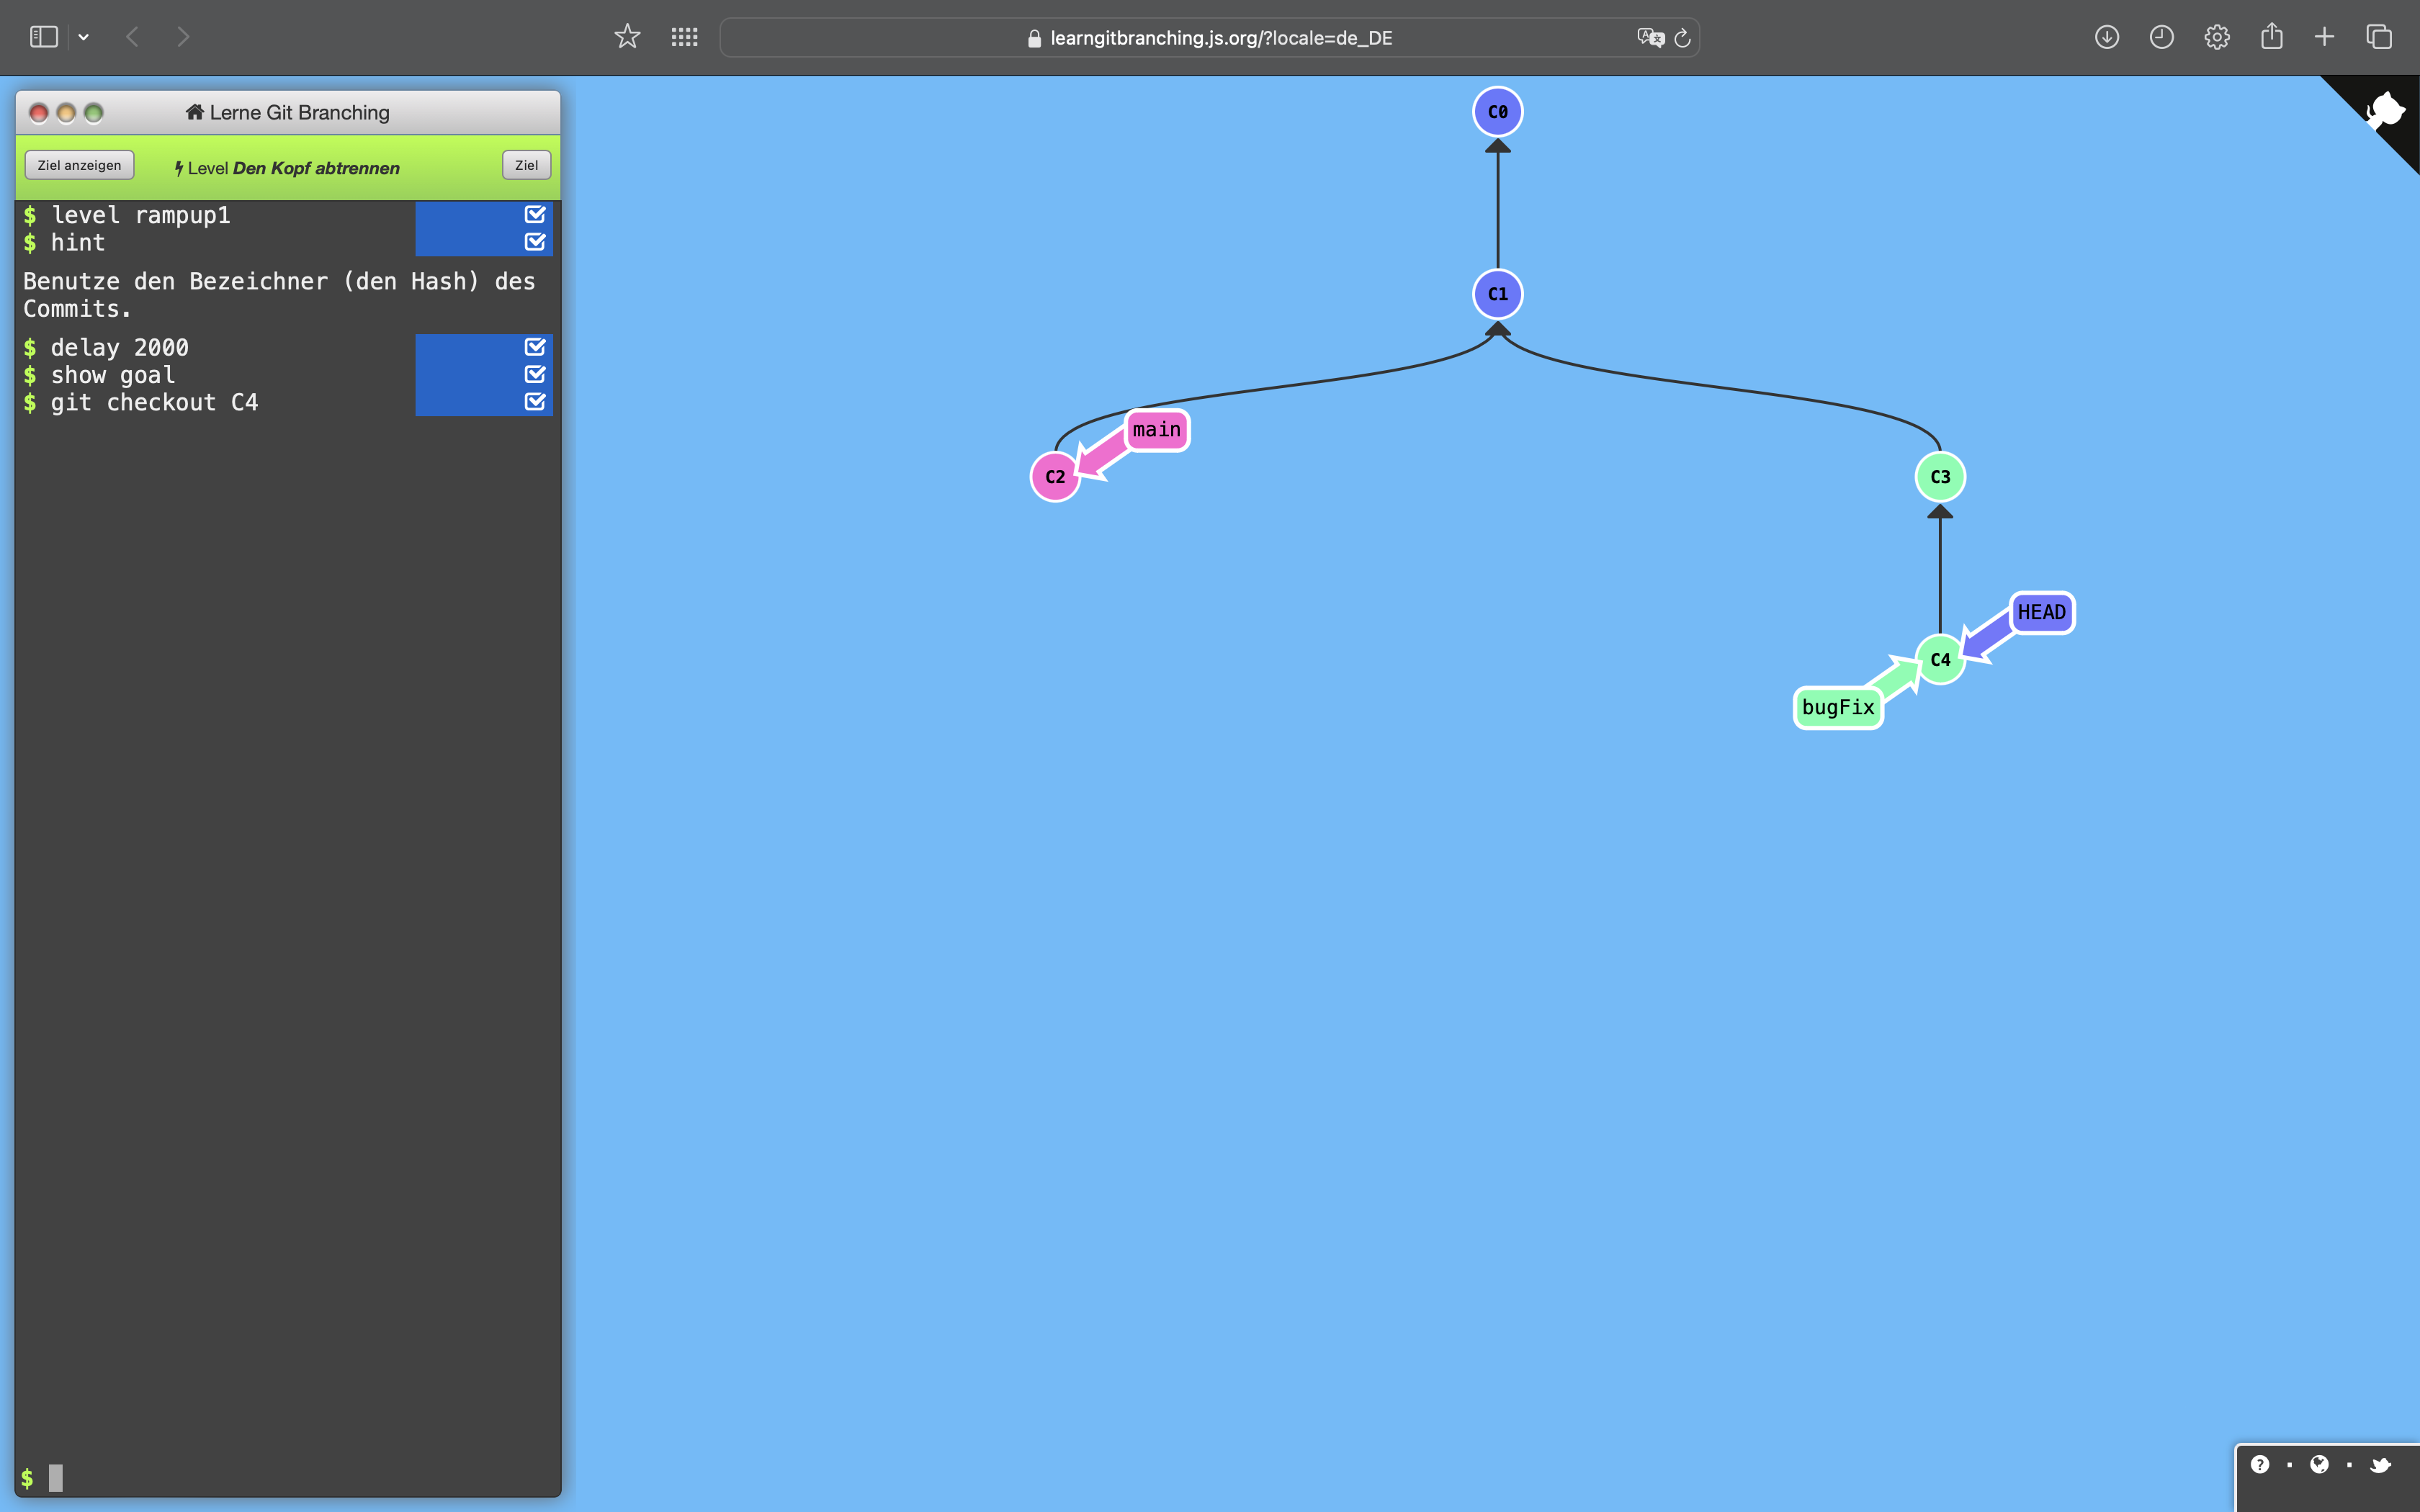 learngitbranching.js.org/?locale=de_DE
Lerne Git Branching
Ziel anzeigen
Level Den Kopf abtrennen
Ziel
$ level rampup1
$ hint
Benutze den Bezeichner (den Hash) des
Commits.
$ delay 2000
$ show goal
$ git checkout C4
$
C0
C1
main
C2
C3
HEAD
C4
bugFix